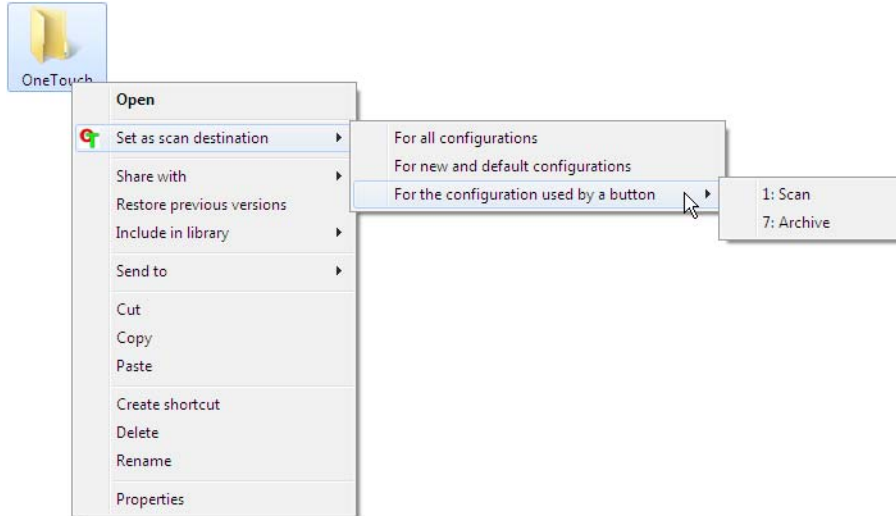 OneTouch
Open
Set as scan destination
Share with
Restore previous versions
Include in library
Send to
Cut
Copy
Paste
Create shortcut
Delete
Rename
Properties
For all configurations
For new and default configurations
For the configuration used by a button
1: Scan
7: Archive